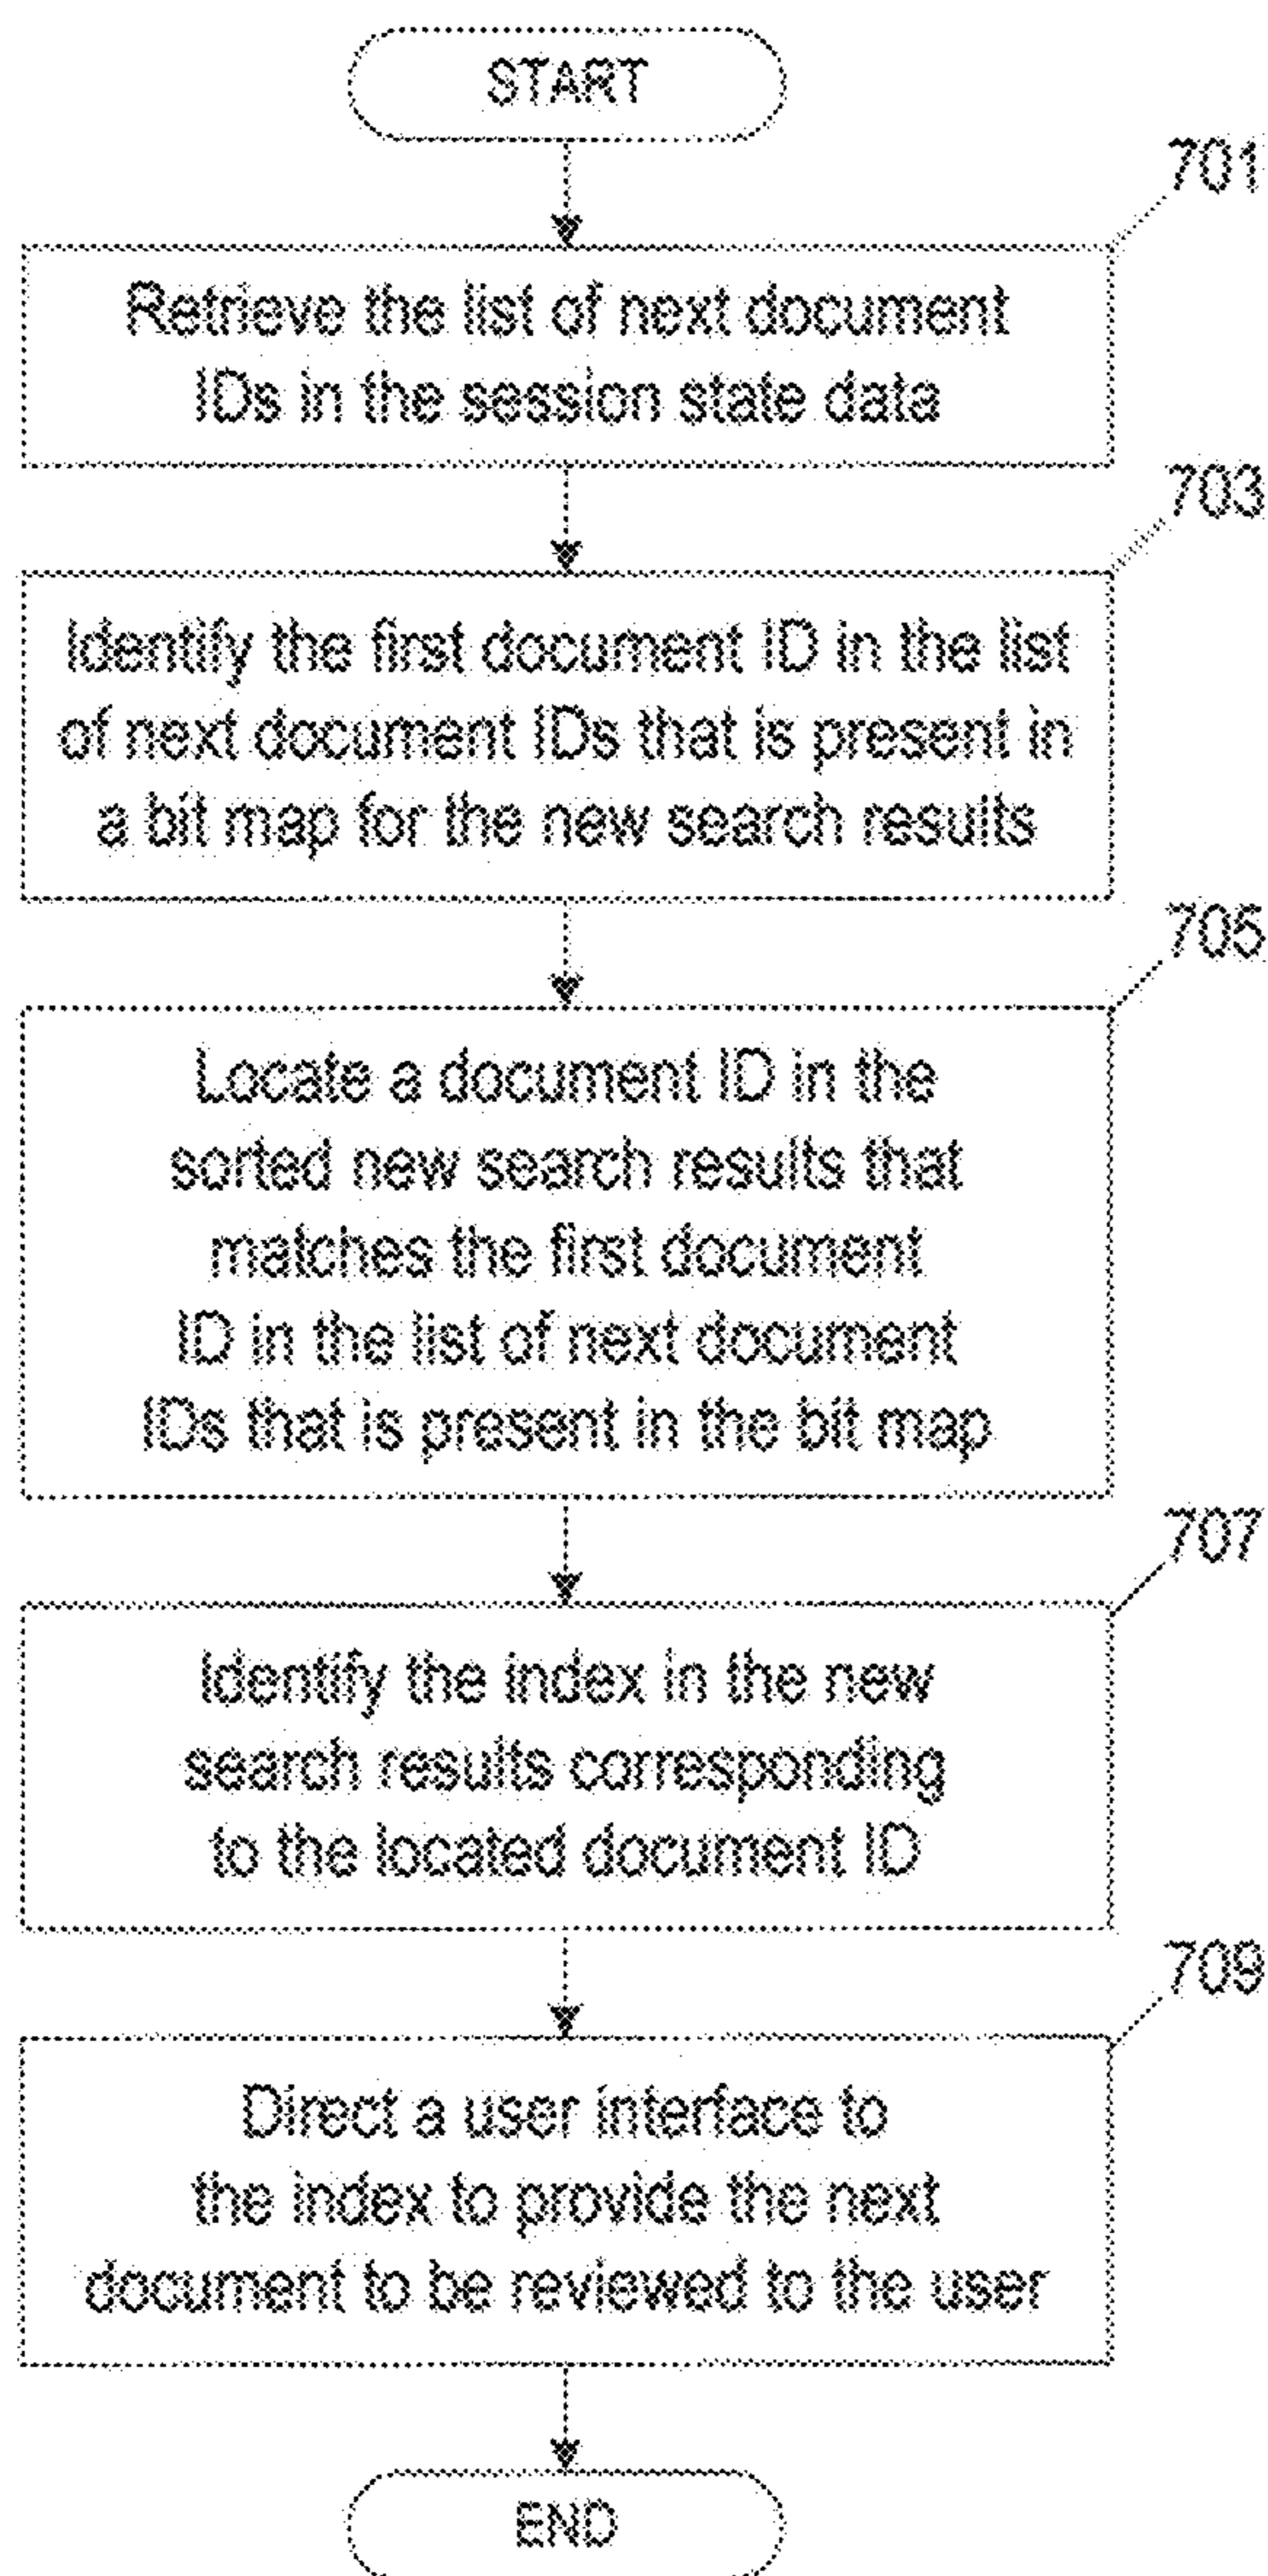 START
701
Retrieve the list of next document
IDs in the session state data
703
Identify the first document ID in the list
of next document IDs that is present in
a bit map for the new search results
705
Locate a document ID in the
sorted new search results that
matches the first document
ID in the list of next document
IDs that is present in the bit map
707
Identify the index in the new
search results corresponding
to the located document ID
709
Direct a user interface to
the index to provide the next
document to be reviewed to the user
END